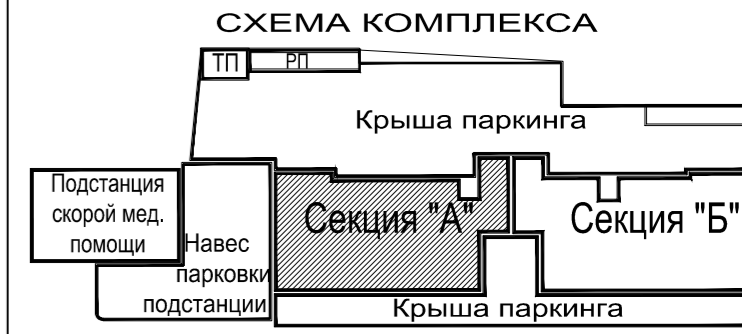 СХЕМА КОМПЛЕКСА
ТП
РП
Крыша паркинга
Подстанция
скорой мед.
помощи
Навес
парковки
подстанции
Секция "А"
Секция "Б"
Крыша паркинга